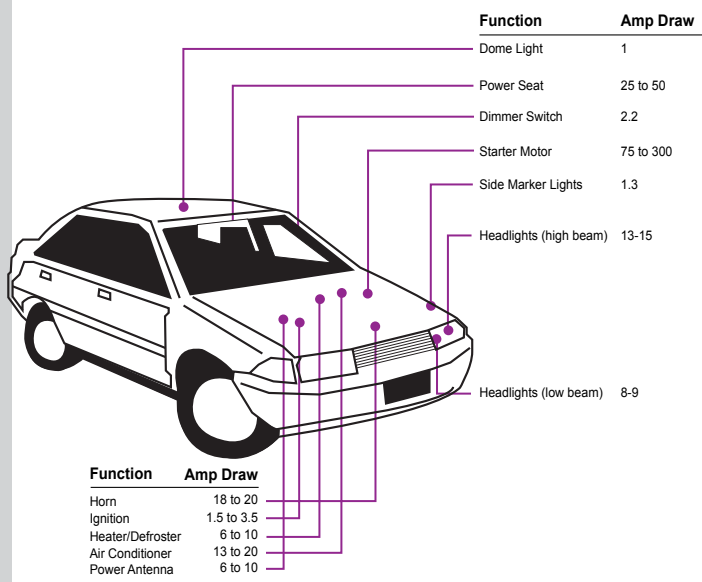 Function Amp Draw
Dome Light 1
Power Seat 25 to 50
Dimmer Switch 2.2
Starter Motor 75 to 300
Side Marker Lights 1.3
Headlights (high beam) 13-15
Headlights (low beam) 8-9
Function Amp Draw
Horn 18 to 20
Ignition 1.5 to 3.5
Heater/Defroster 6 to 10
Air Conditioner 13 to 20
Power Antenna 6 to 10